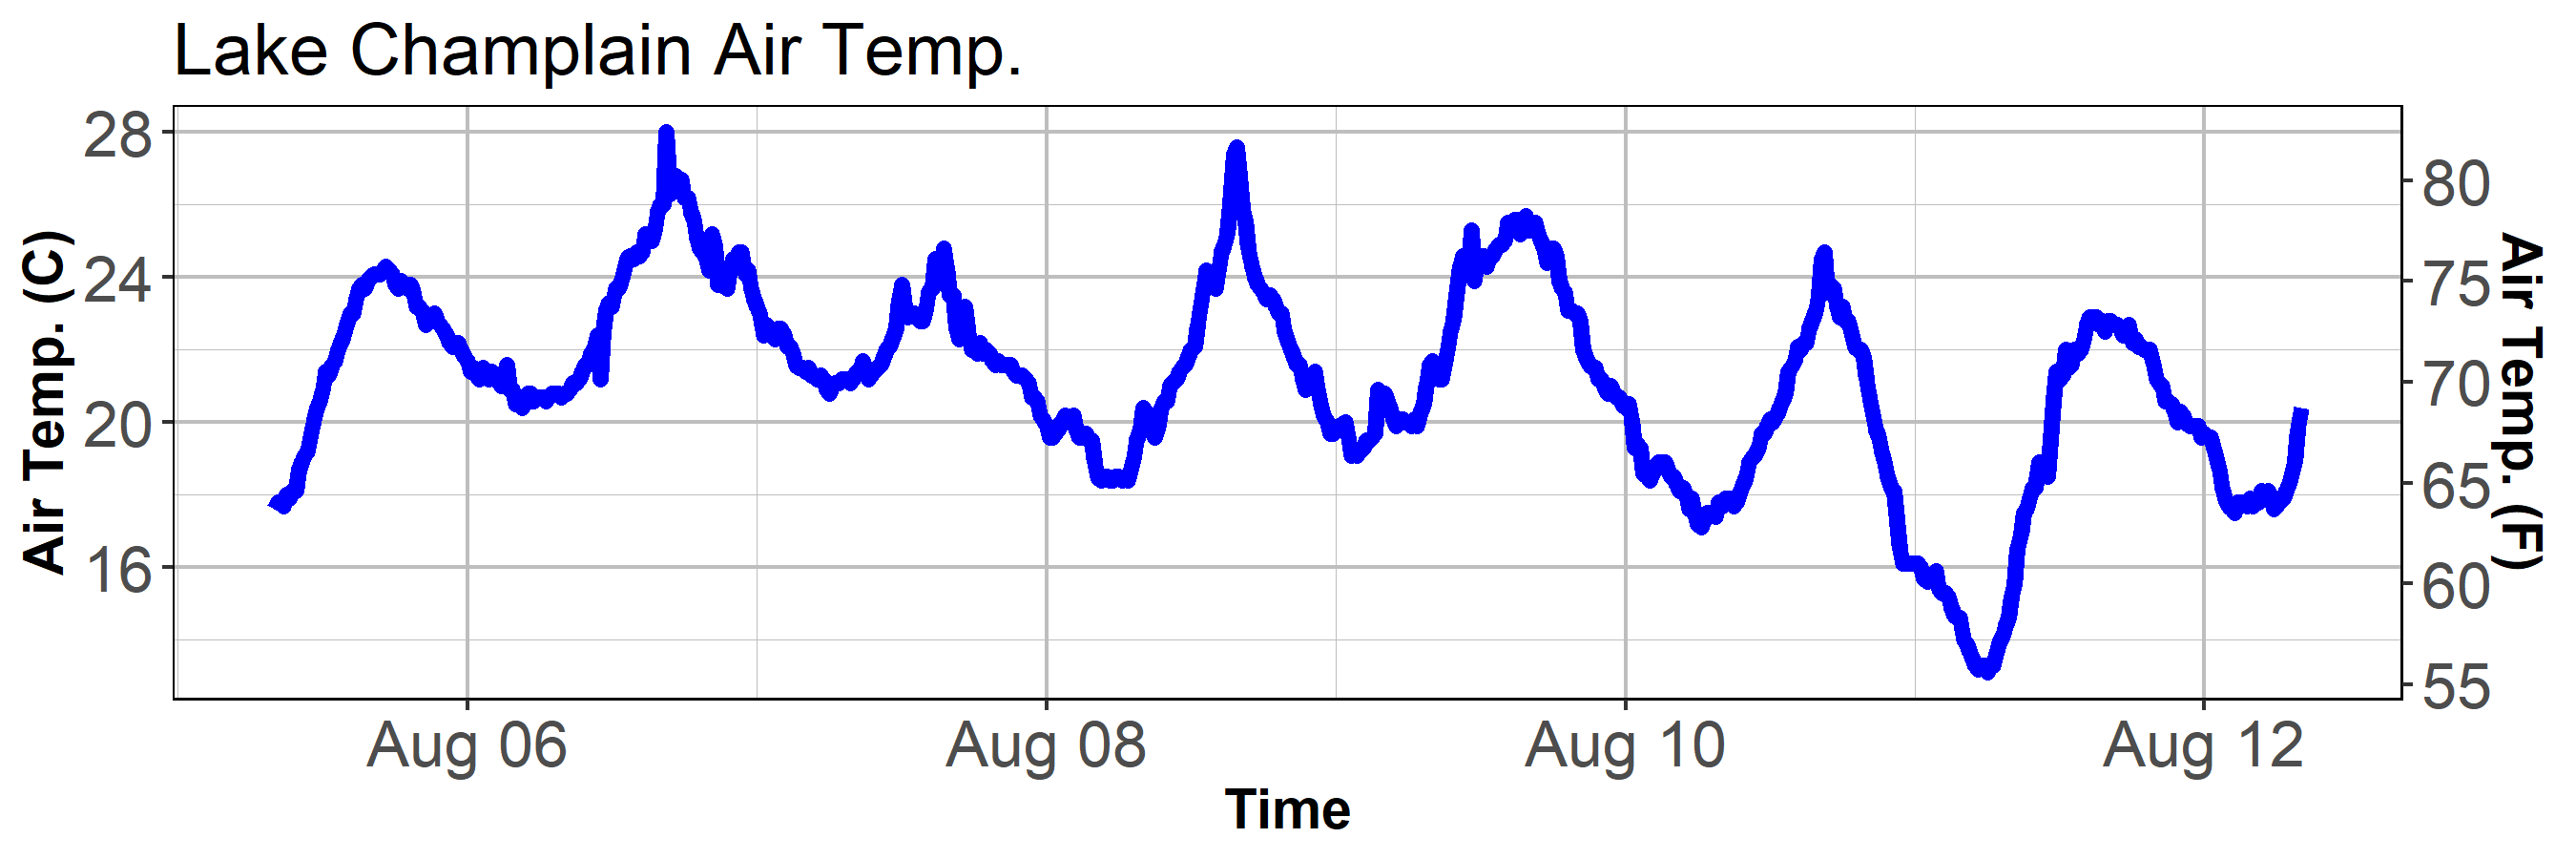 Lake Champlain Air Temp.
Air Temp. (C)
28
24
20
16
80
75
70
65
60
55
Air Temp. (F)
Aug 06 Aug 08 Aug 10 Aug 12
Time